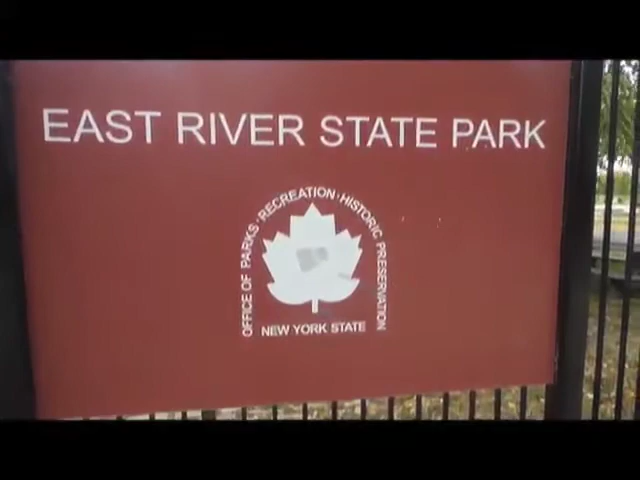 EAST RIVER STATE PARK
OFFICE OF PARKS · RECREATION · HISTORIC PRESERVATION
NEW YORK STATE